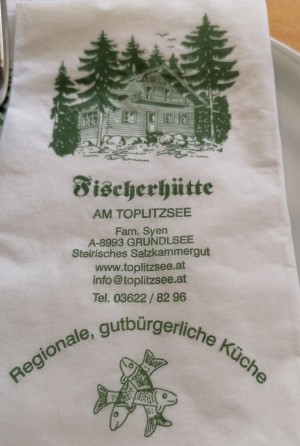 Fischerhütte
AM TOPLITZSEE
Fam. Syen
A-8993 GRUNDLSEE
Steirisches Salzkammergut
www.toplitzsee.at
info@toplitzsee.at
Tel. 03622 / 82 96
Regionale, gutbürgerliche Küche